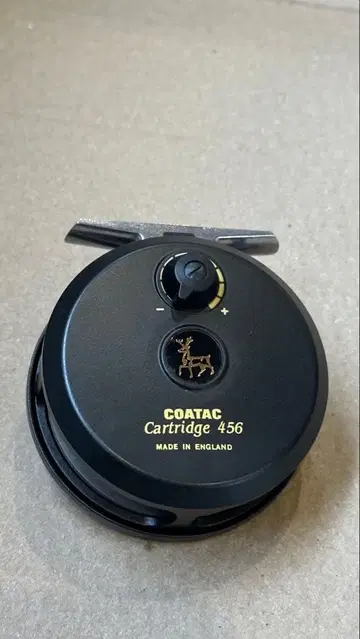 - +
COATAC
Cartridge 456
MADE IN ENGLAND